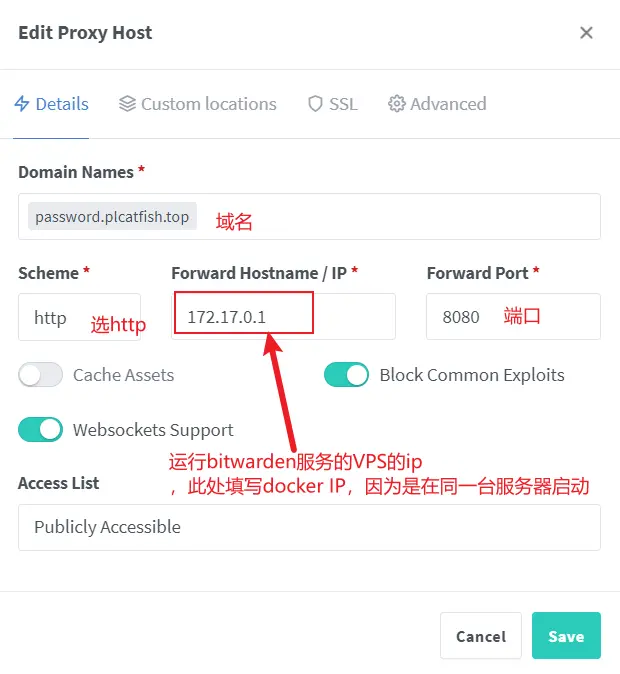 Edit Proxy Host
Details
Custom locations
SSL
Advanced
Domain Names *
password.plcatfish.top
域名
Scheme *
Forward Hostname / IP *
Forward Port *
http
选http
172.17.0.1
8080
端口
Cache Assets
Block Common Exploits
Websockets Support
运行bitwarden服务的VPS的ip
，此处填写docker IP，因为是在同一台服务器启动
Access List
Publicly Accessible
Cancel
Save